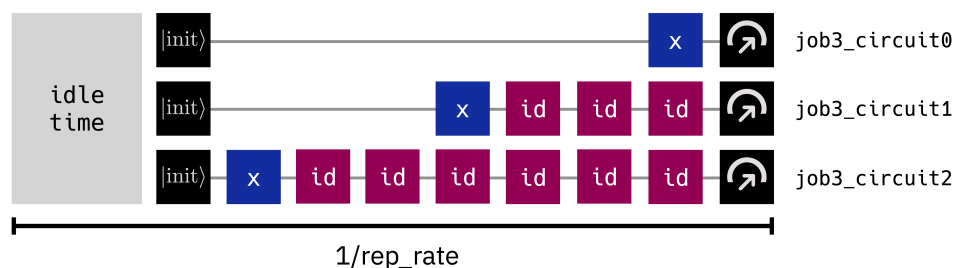 idle
time
|init⟩ x job3_circuit0
|init⟩ x id id id job3_circuit1
|init⟩ x id id id id id id job3_circuit2
1/rep_rate